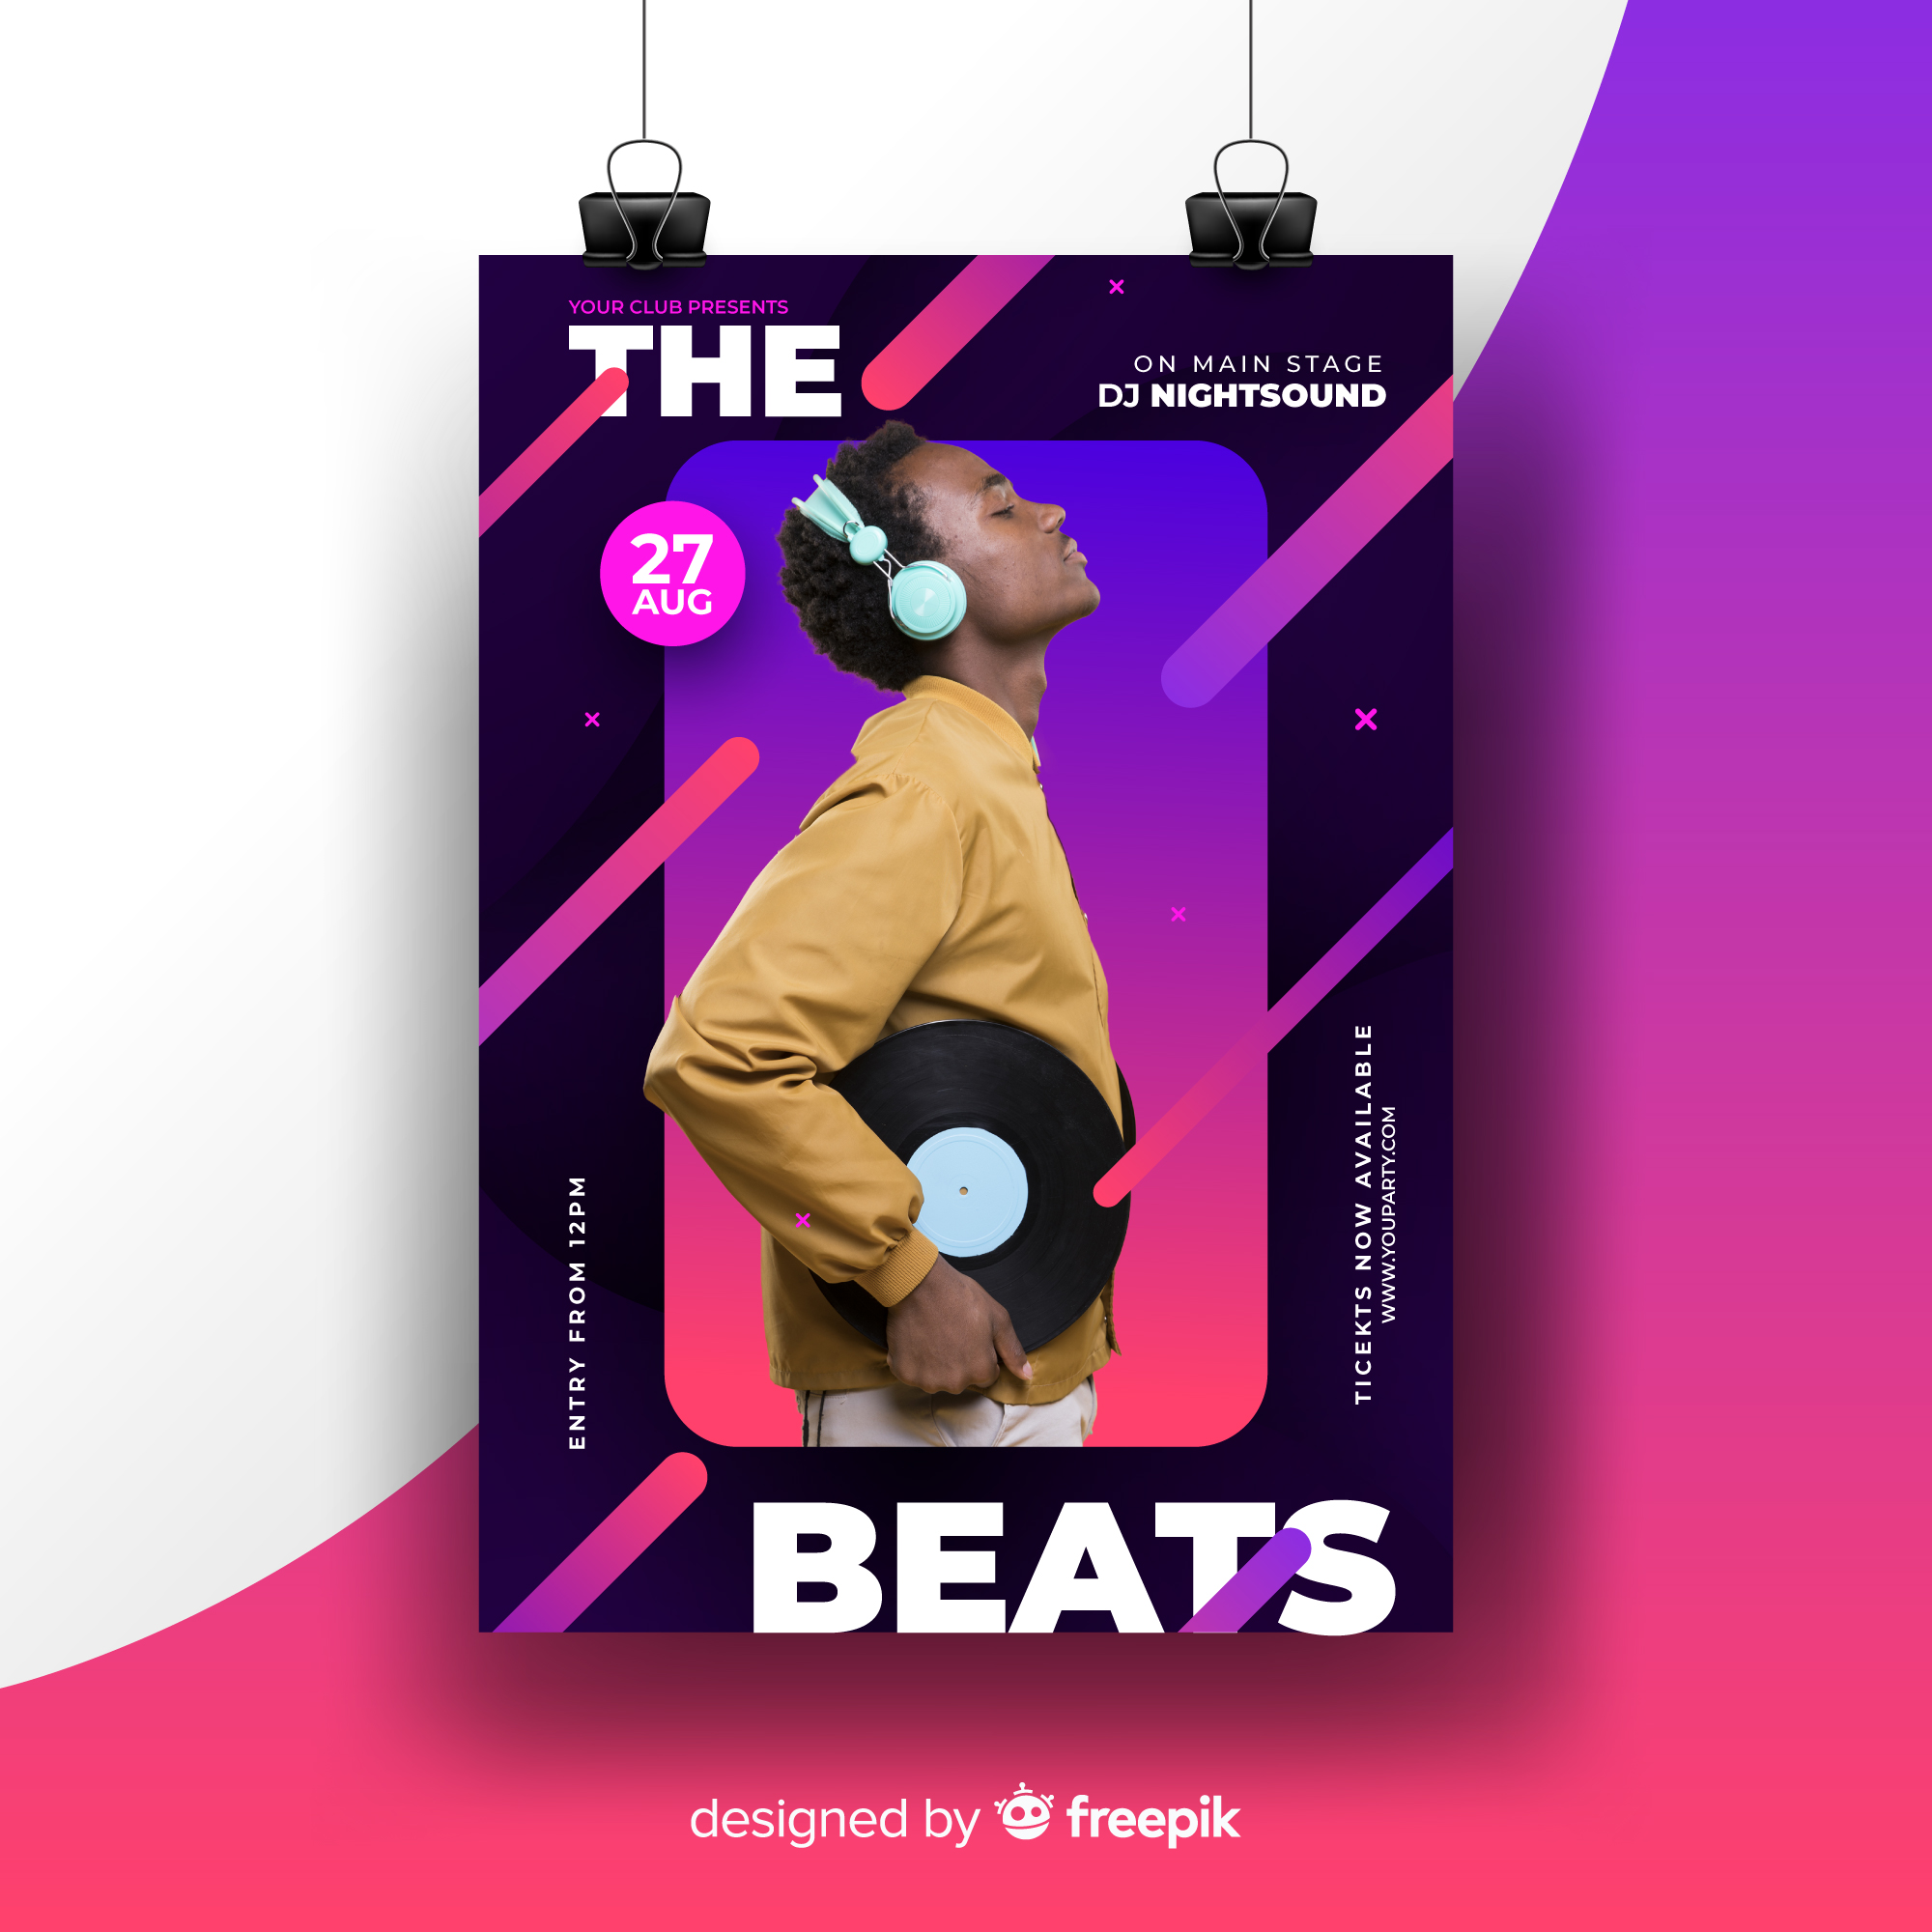 YOUR CLUB PRESENTS
THE
ON MAIN STAGE
DJ NIGHTSOUND
27
AUG
ENTRY FROM 12PM
TICEKTS NOW AVAILABLE
WWW.YOUPARTY.COM
BEATS
designed by freepik